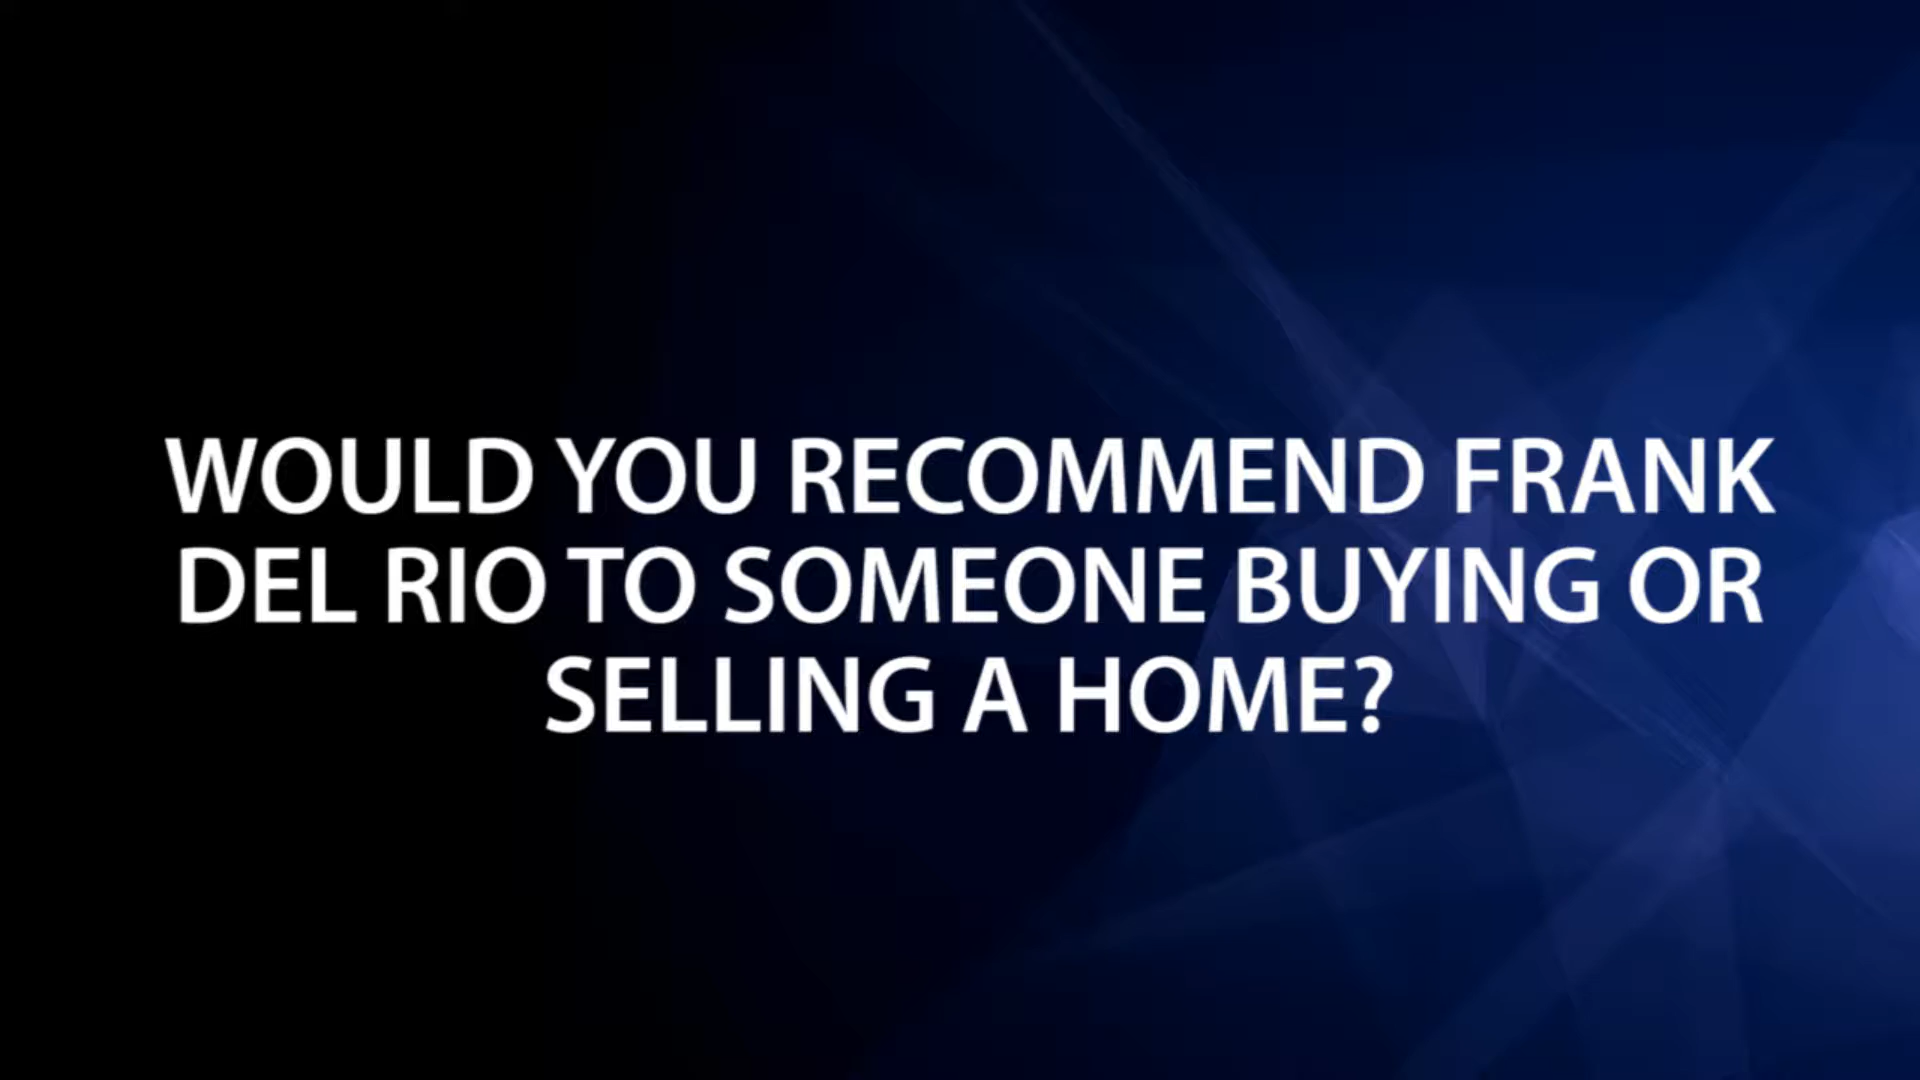 WOULD YOU RECOMMEND FRANK
DEL RIO TO SOMEONE BUYING OR
SELLING A HOME?